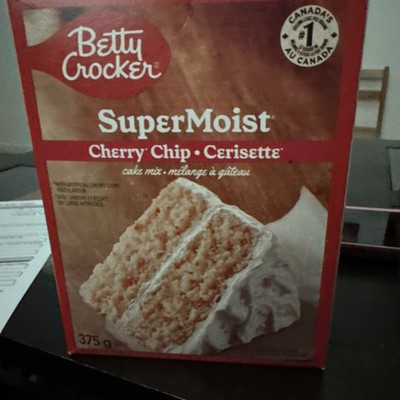 Betty
Crocker
CANADA'S
#1
AU CANADA
SuperMoist
Cherry Chip • Cerisette
cake mix • mélange à gâteau
375 g